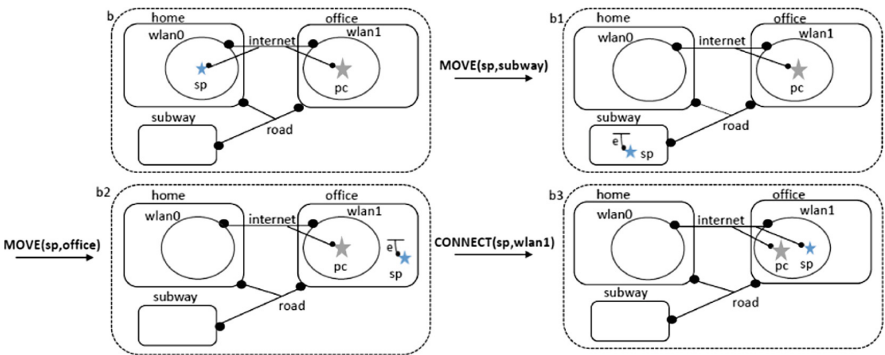 b
home
office
wlan0
internet
wlan1
sp
pc
subway
road
MOVE(sp,subway)
b1
home
office
wlan0
internet
wlan1
pc
subway
road
e
sp
MOVE(sp,office)
b2
home
office
wlan0
internet
wlan1
e
pc
sp
subway
road
CONNECT(sp,wlan1)
b3
home
office
wlan0
internet
wlan1
pc
sp
subway
road